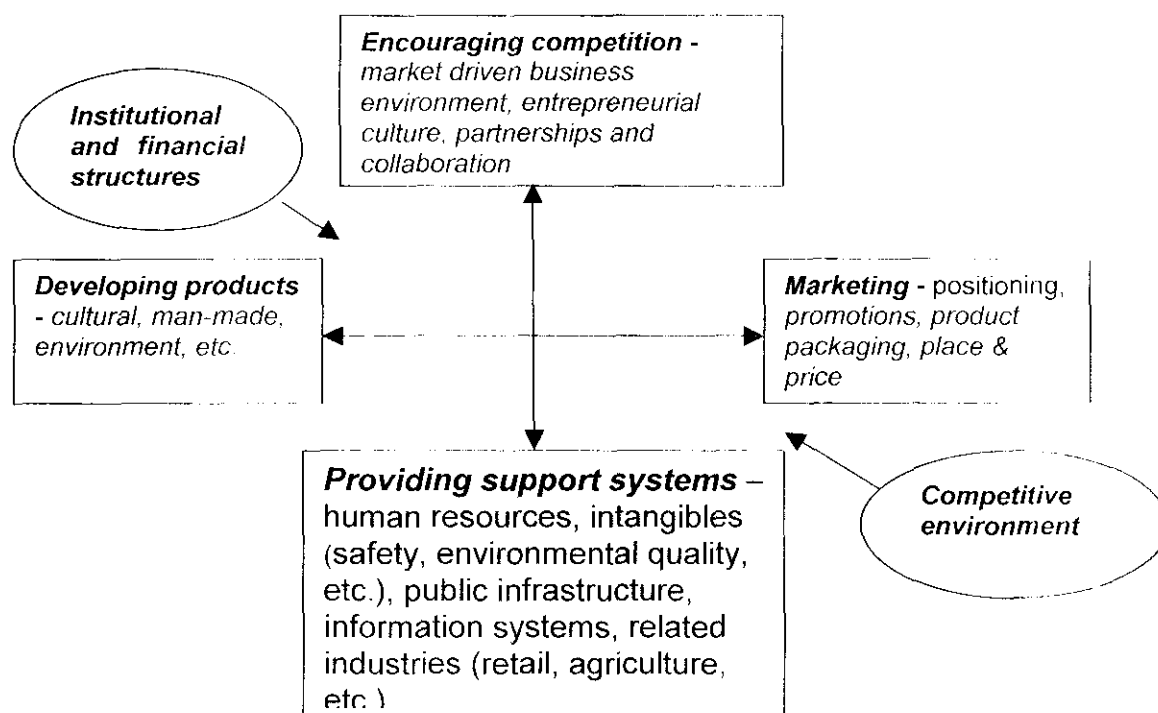 Encouraging competition -
market driven business
environment, entrepreneurial
culture, partnerships and
collaboration
Institutional
and financial
structures
Developing products
- cultural, man-made,
environment, etc.
Marketing - positioning,
promotions, product
packaging, place &
price
Providing support systems –
human resources, intangibles
(safety, environmental quality,
etc.), public infrastructure,
information systems, related
industries (retail, agriculture,
etc.)
Competitive
environment